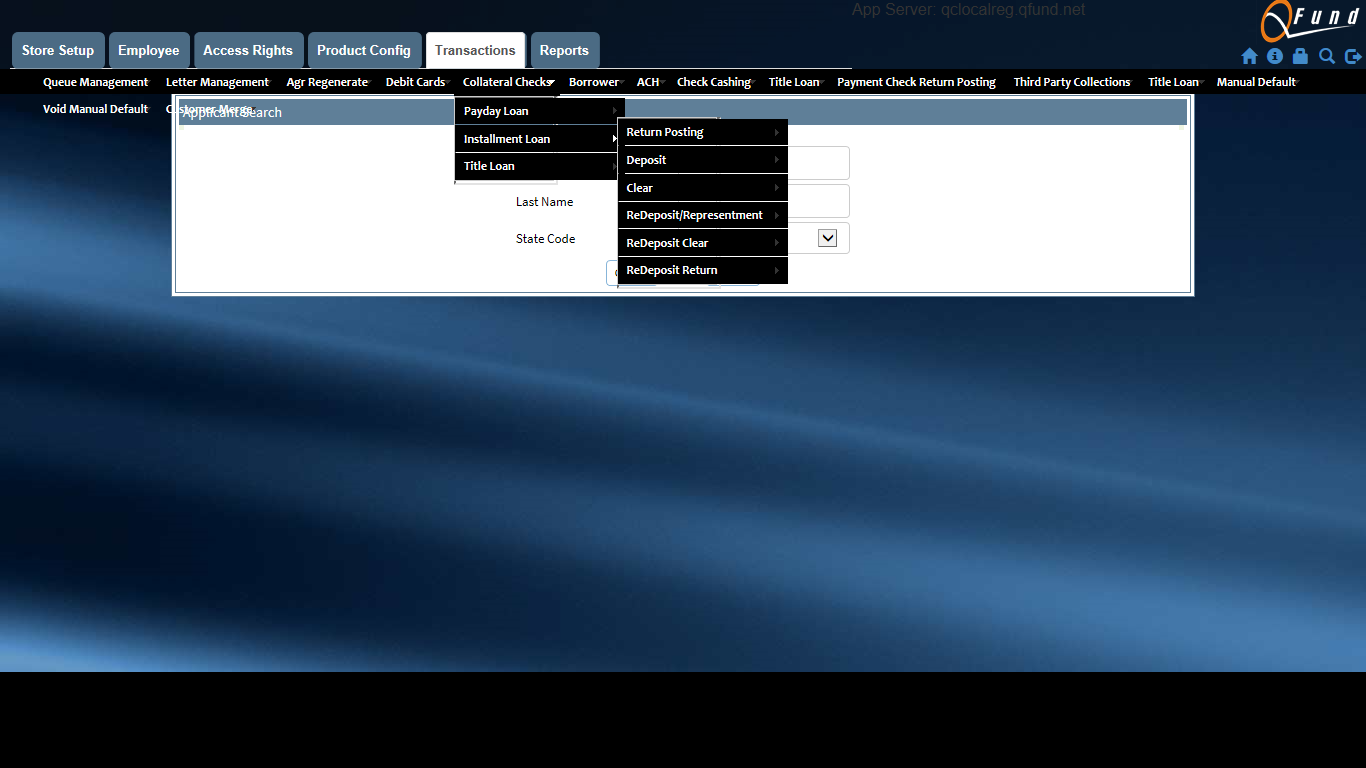 App Server: qclocalreg.qfund.net
QFund
Store Setup Employee Access Rights Product Config Transactions Reports
Queue Management Letter Management Agr Regenerate Debit Cards Collateral Checks Borrower ACH Check Cashing Title Loan Payment Check Return Posting Third Party Collections Title Loan Manual Default
Void Manual Default Customer Merge
Applicant Search
Payday Loan
Installment Loan
Title Loan
Return Posting
Deposit
Clear
ReDeposit/Representment
ReDeposit Clear
ReDeposit Return
Last Name
State Code